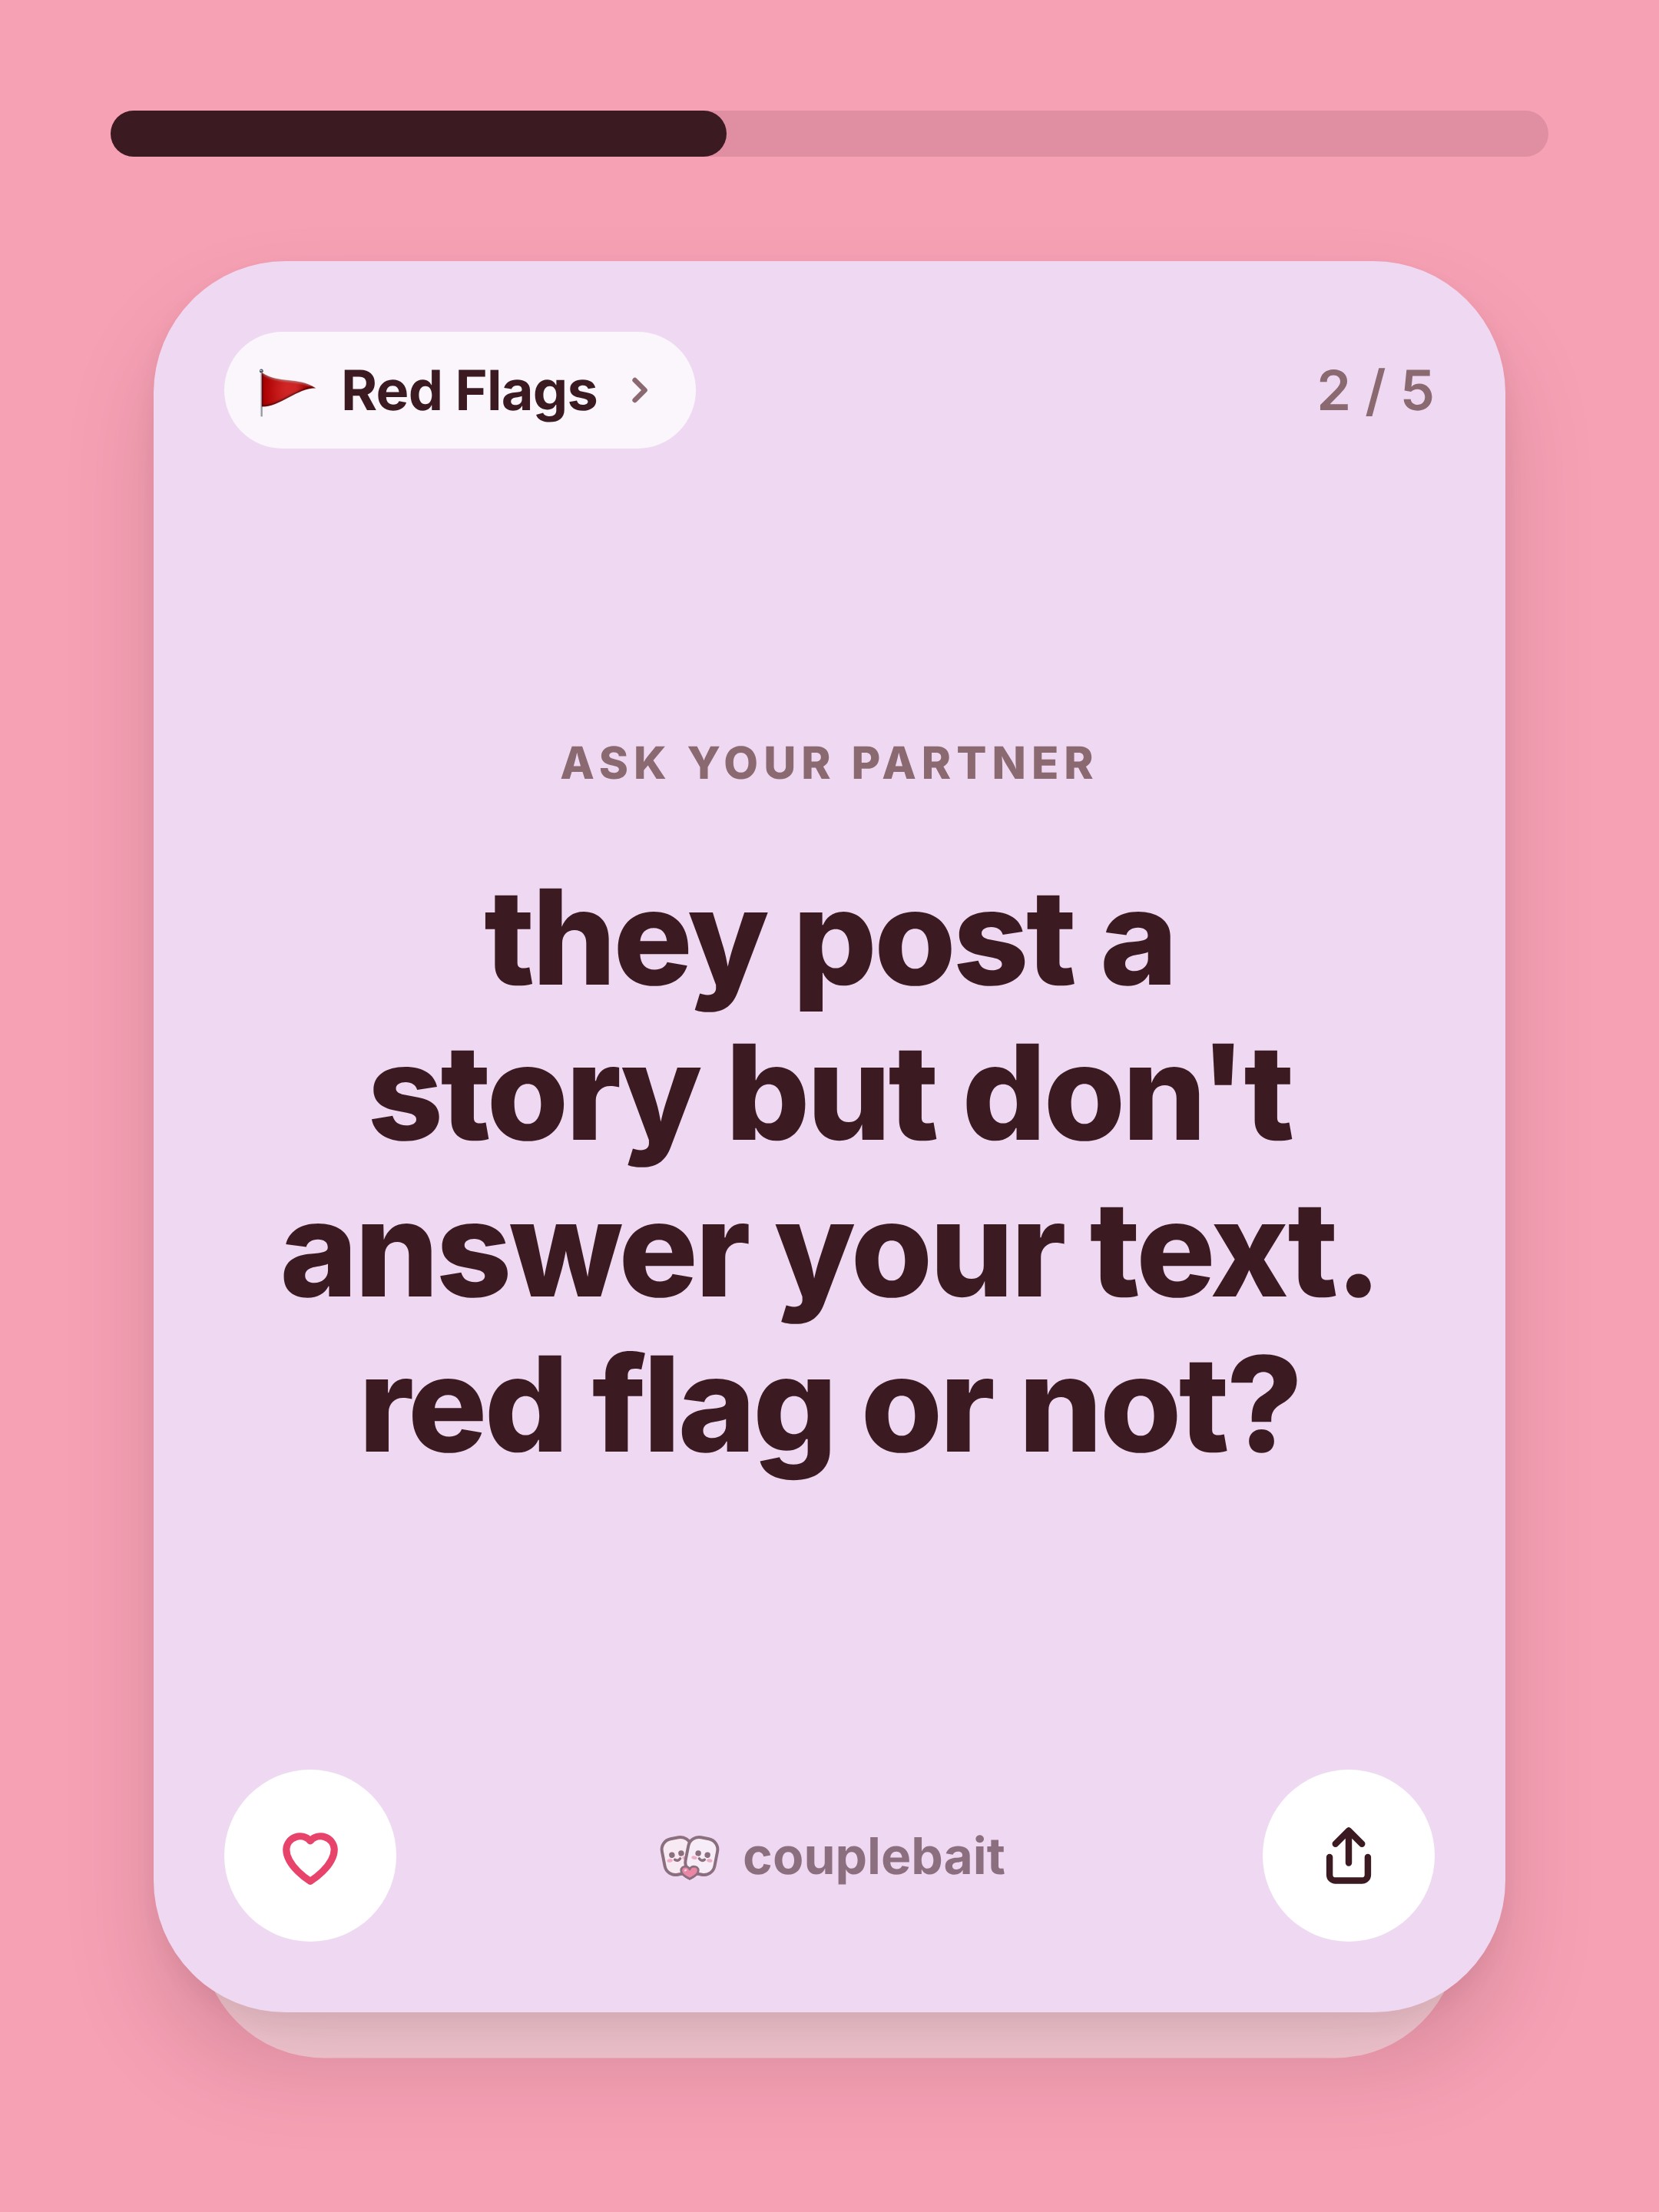 Red Flags
2 / 5
ASK YOUR PARTNER
they post a
story but don't
answer your text.
red flag or not?
couplebait